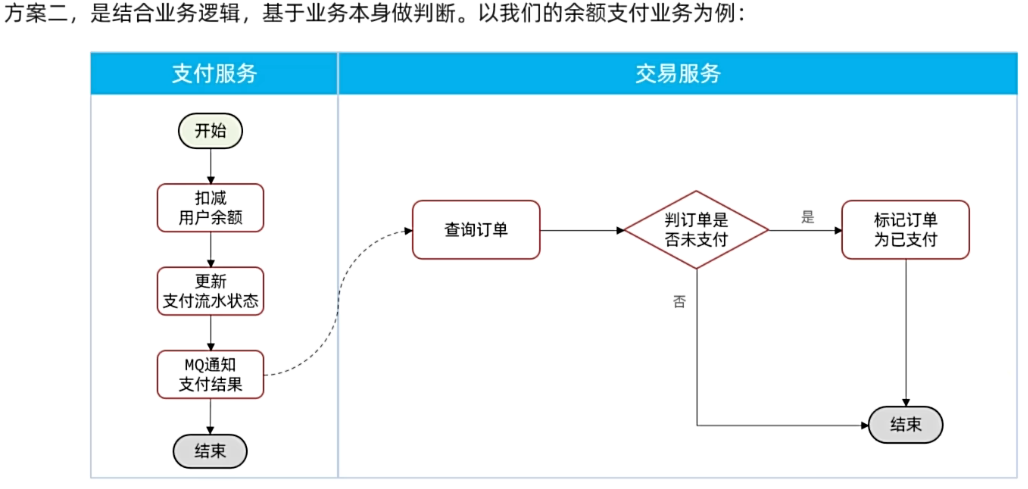 方案二，是结合业务逻辑，基于业务本身做判断。以我们的余额支付业务为例：
支付服务
交易服务
开始
扣减
用户余额
更新
支付流水状态
MQ通知
支付结果
结束
查询订单
判订单是
否未支付
是
否
标记订单
为已支付
结束